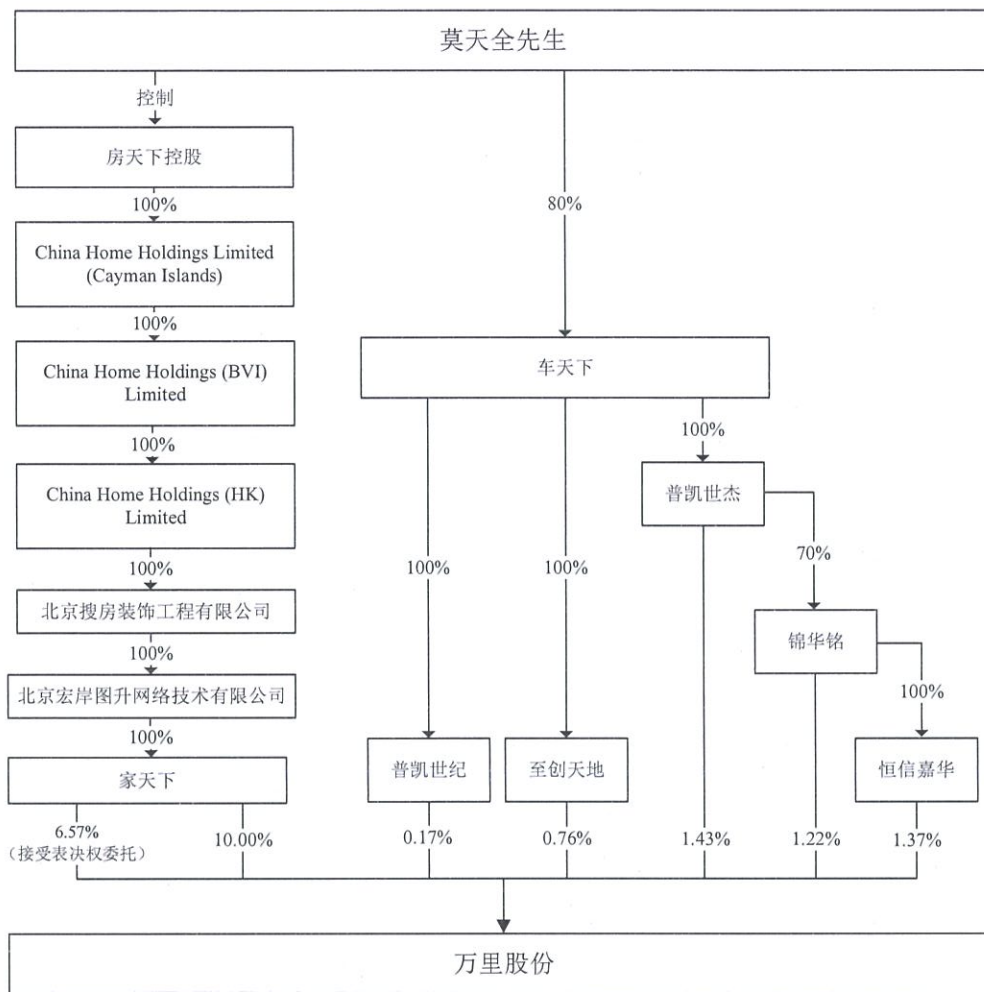 莫天全先生
控制
房天下控股
100%
80%
China Home Holdings Limited
(Cayman Islands)
100%
China Home Holdings (BVI)
Limited
车天下
100%
100%
China Home Holdings (HK)
Limited
普凯世杰
70%
100%
100%
100%
北京搜房装饰工程有限公司
锦华铭
100%
100%
北京宏岸图升网络技术有限公司
100%
家天下
普凯世纪
至创天地
恒信嘉华
6.57%
(接受表决权委托)
10.00%
0.17%
0.76%
1.43%
1.22%
1.37%
万里股份